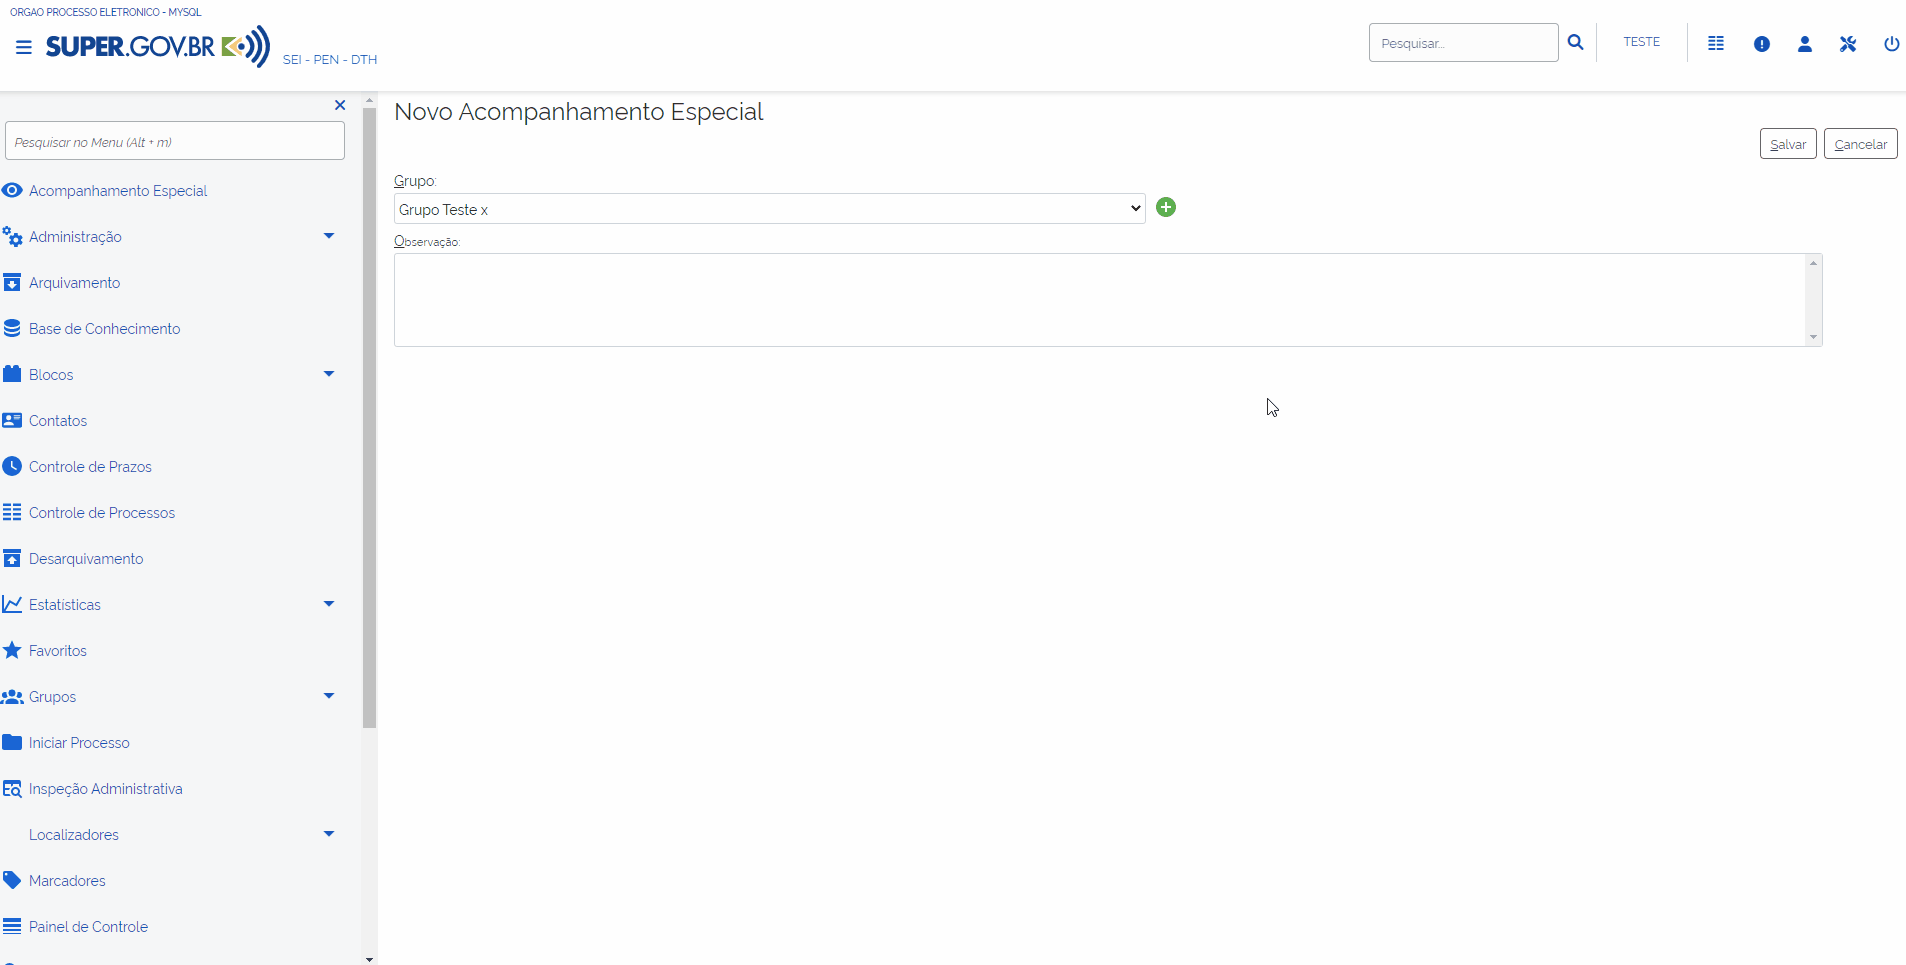 ORGAO PROCESSO ELETRONICO - MYSQL
SUPER.GOV.BR
SEI - PEN - DTH
Pesquisar...
TESTE
Pesquisar no Menu (Alt + m)
Acompanhamento Especial
Administração
Arquivamento
Base de Conhecimento
Blocos
Contatos
Controle de Prazos
Controle de Processos
Desarquivamento
Estatísticas
Favoritos
Grupos
Iniciar Processo
Inspeção Administrativa
Localizadores
Marcadores
Painel de Controle
Novo Acompanhamento Especial
Salvar
Cancelar
Grupo:
Grupo Teste x
Observação: